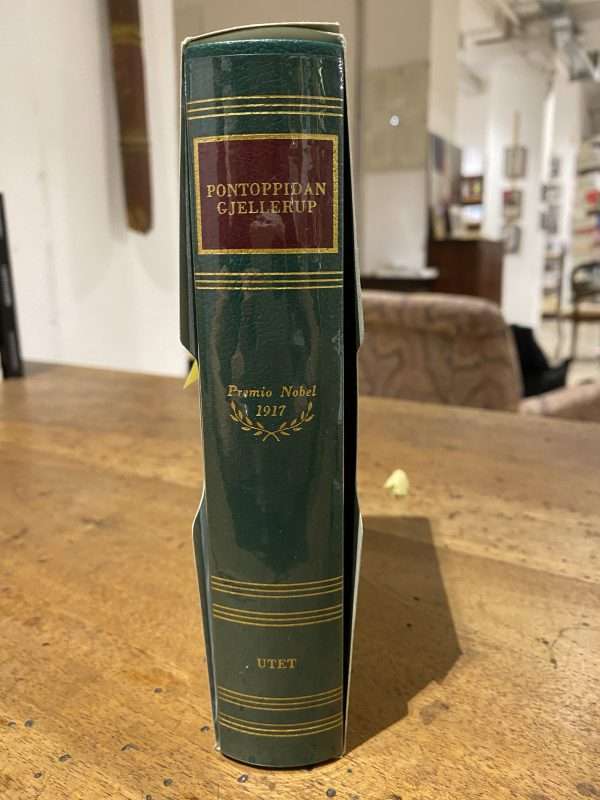 PONTOPPIDAN
GJELLERUP
Premio Nobel
1917
UTET